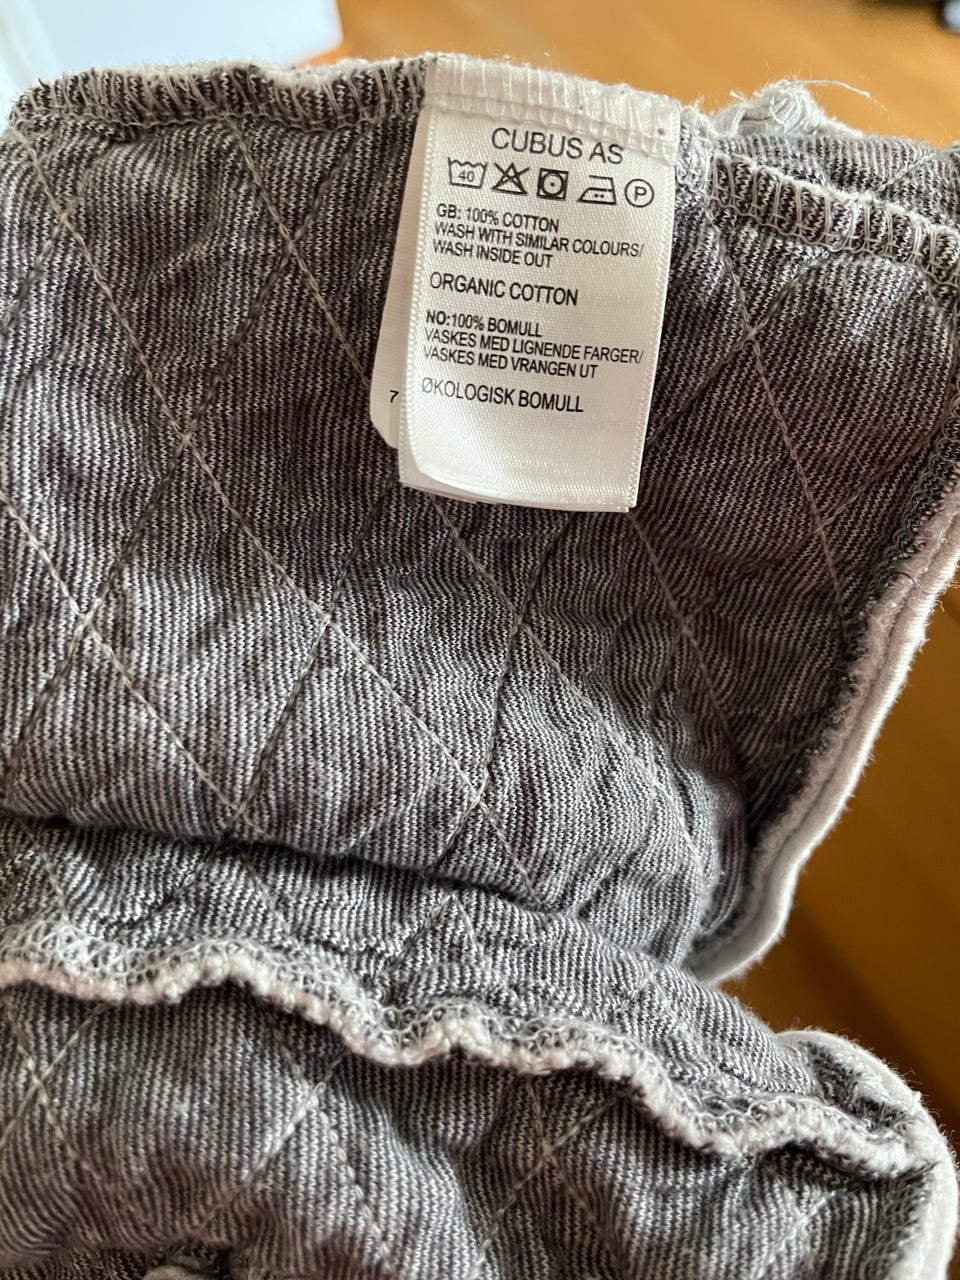 CUBUS AS
40 P
GB: 100% COTTON
WASH WITH SIMILAR COLOURS/
WASH INSIDE OUT
ORGANIC COTTON
NO:100% BOMULL
VASKES MED LIGNENDE FARGER/
VASKES MED VRANGEN UT
ØKOLOGISK BOMULL
7